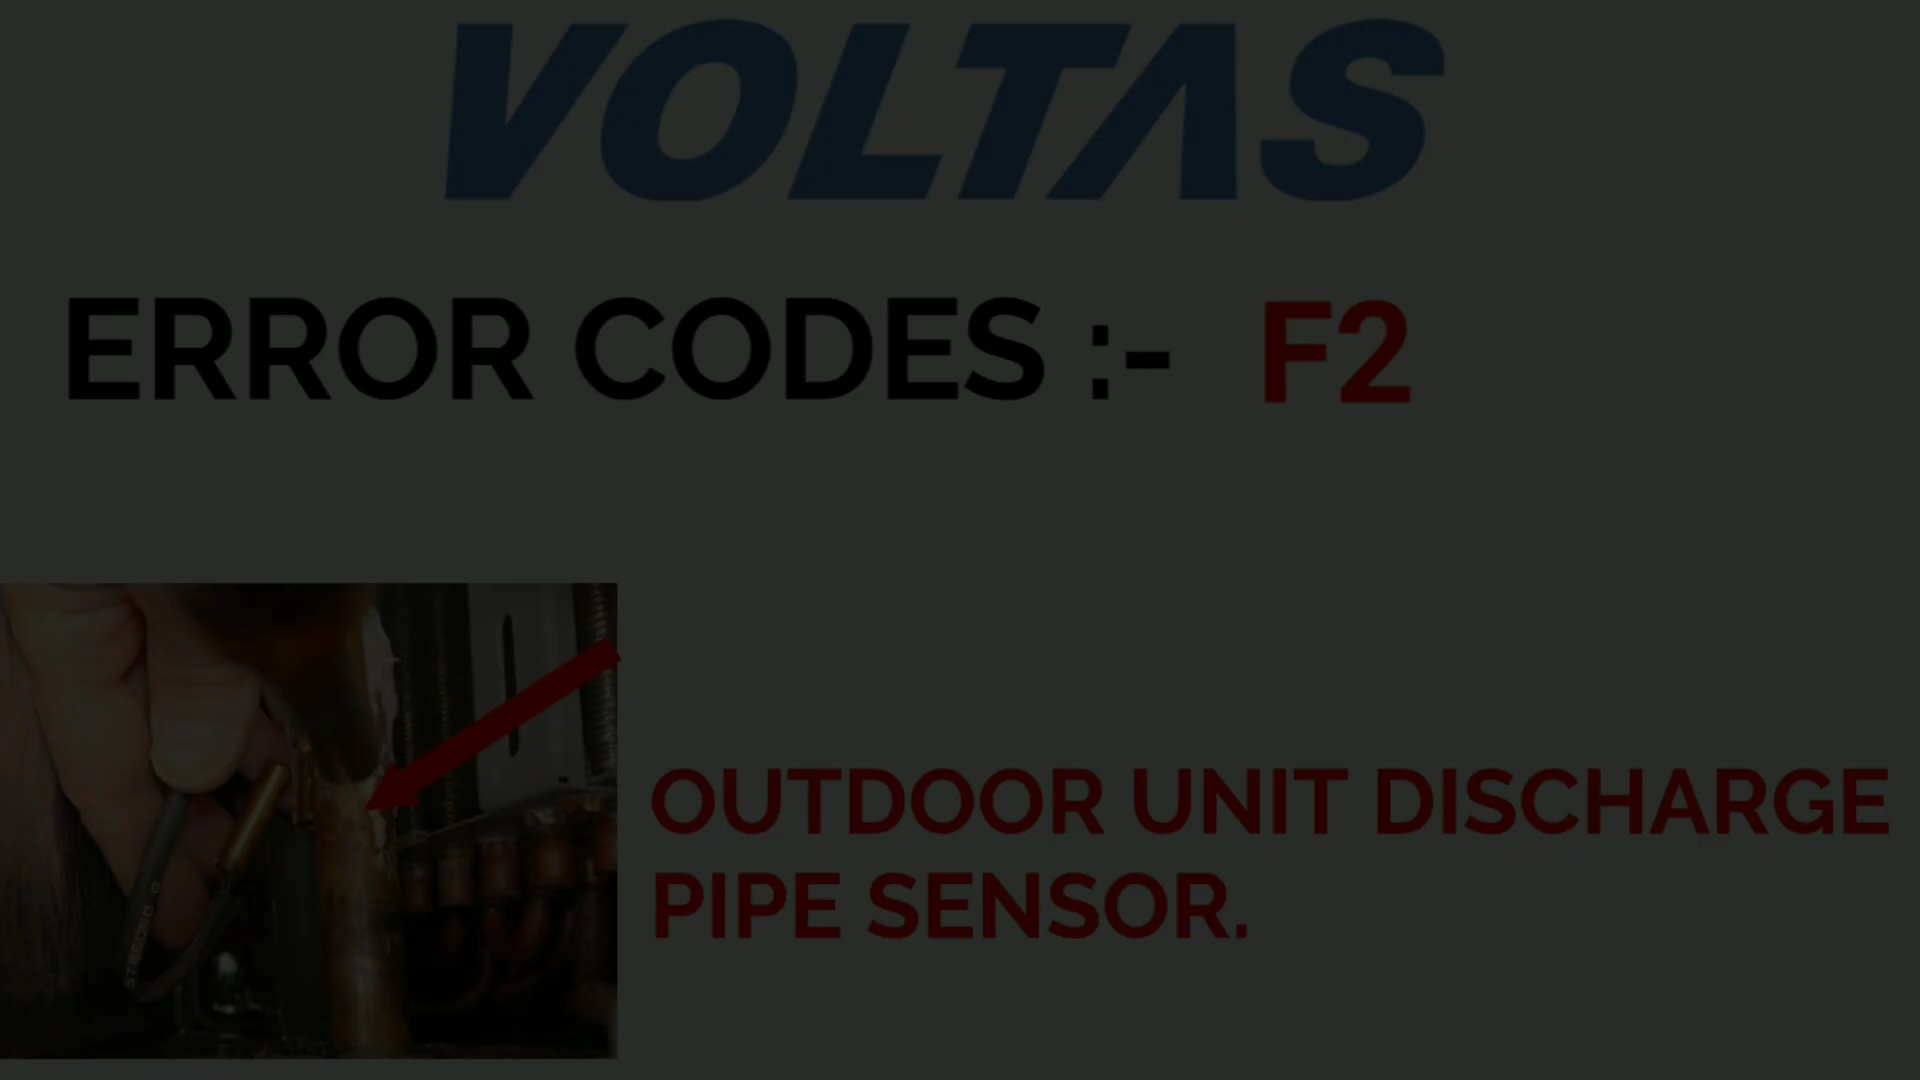 VOLTAS
ERROR CODES :- F2
OUTDOOR UNIT DISCHARGE
PIPE SENSOR.